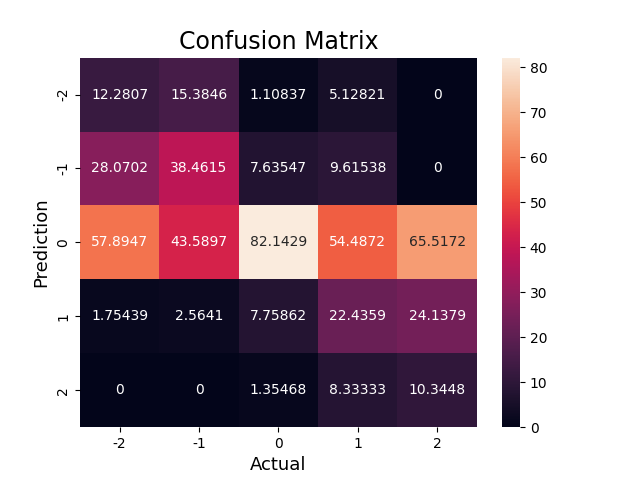 Confusion Matrix
-2 12.2807 15.3846 1.10837 5.12821 0
-1 28.0702 38.4615 7.63547 9.61538 0
0 57.8947 43.5897 82.1429 54.4872 65.5172
1 1.75439 2.5641 7.75862 22.4359 24.1379
2 0 0 1.35468 8.33333 10.3448
-2 -1 0 1 2
Actual
Prediction
80
70
60
50
40
30
20
10
0